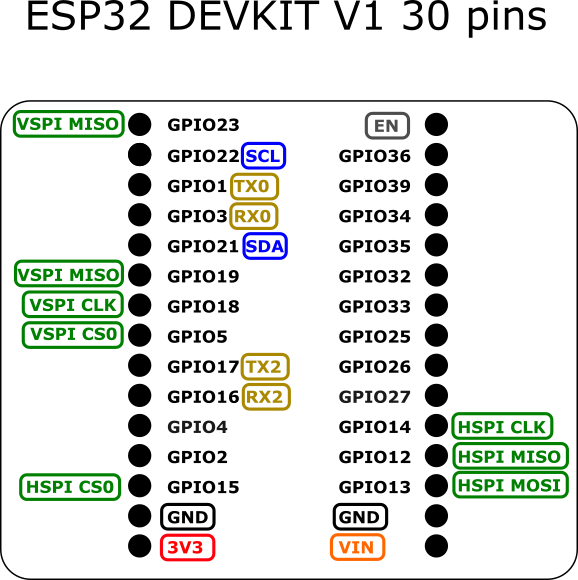 ESP32 DEVKIT V1 30 pins
VSPI MISO GPIO23 EN
GPIO22 SCL GPIO36
GPIO1 TX0 GPIO39
GPIO3 RX0 GPIO34
GPIO21 SDA GPIO35
VSPI MISO GPIO19 GPIO32
VSPI CLK GPIO18 GPIO33
VSPI CS0 GPIO5 GPIO25
GPIO17 TX2 GPIO26
GPIO16 RX2 GPIO27
GPIO4 GPIO14 HSPI CLK
GPIO2 GPIO12 HSPI MISO
HSPI CS0 GPIO15 GPIO13 HSPI MOSI
GND GND
3V3 VIN